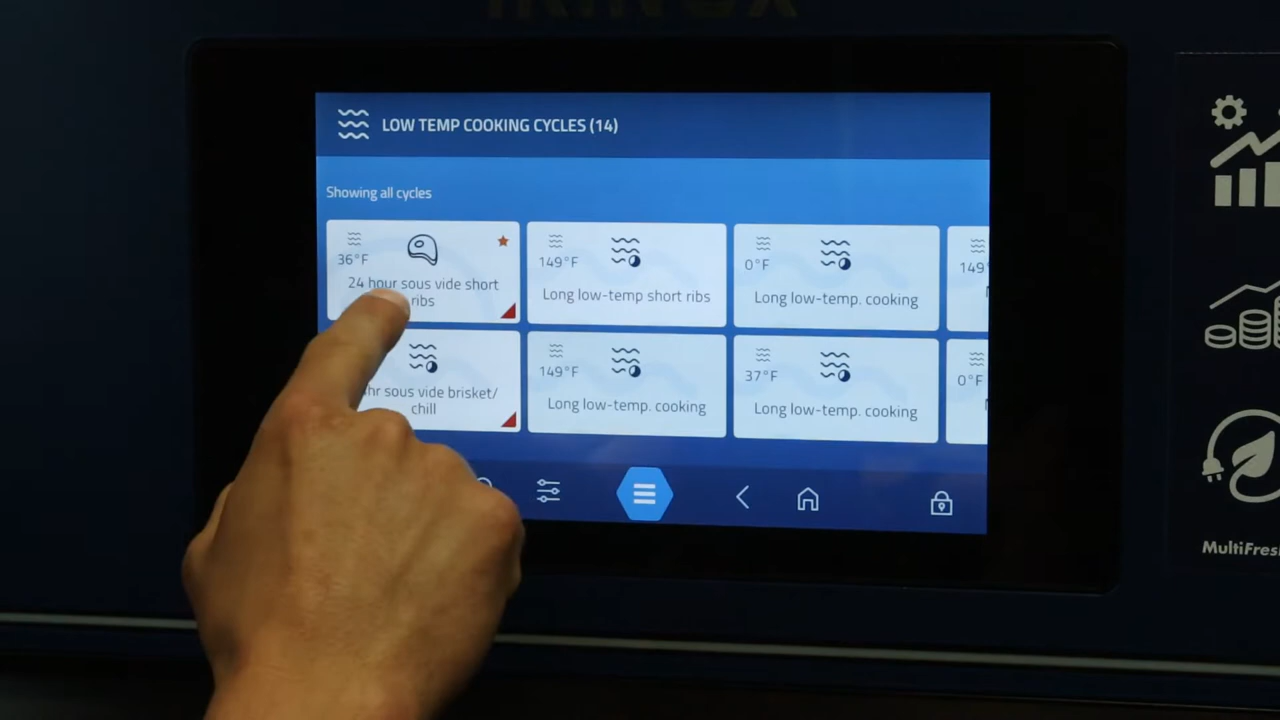 LOW TEMP COOKING CYCLES (14)
Showing all cycles
36°F
24 hour sous vide short
ribs
149°F
Long low-temp short ribs
0°F
Long low-temp. cooking
149
hr sous vide brisket/
chill
149°F
Long low-temp. cooking
37°F
Long low-temp. cooking
0°F
MultiFres